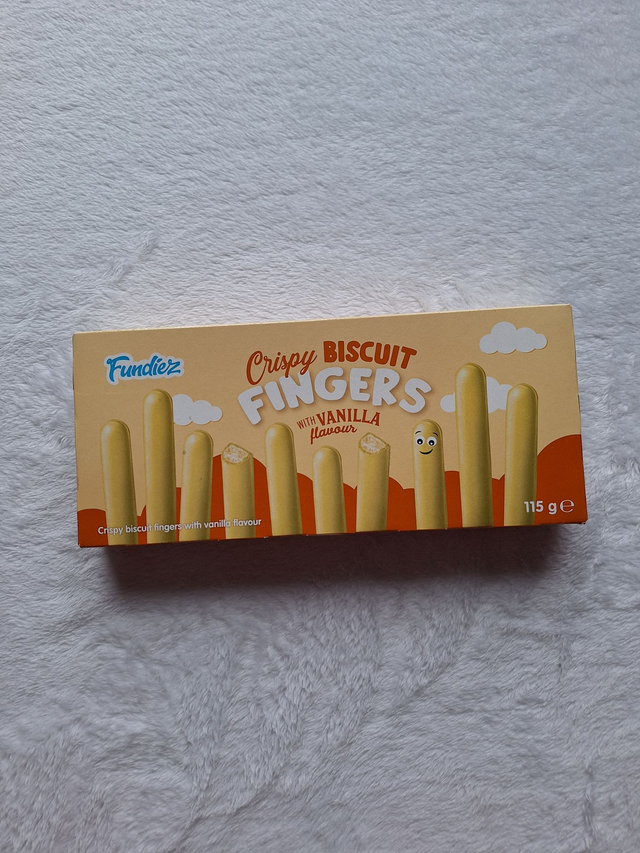 Fundiez
Crispy BISCUIT
FINGERS
WITH VANILLA
flavour
Crispy biscuit fingers with vanilla flavour
115 g ℮